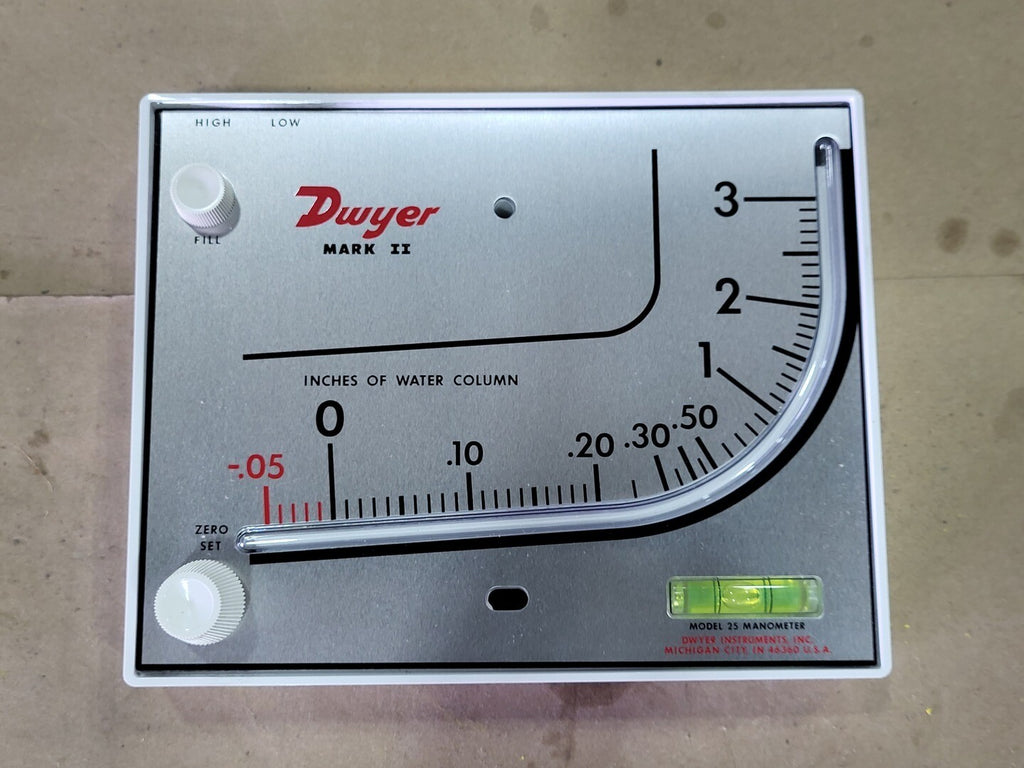 HIGH LOW
FILL
Dwyer
MARK II
3
2
1
INCHES OF WATER COLUMN
0
-.05 .10 .20 .30 .50
ZERO
SET
MODEL 25 MANOMETER
DWYER INSTRUMENTS, INC.
MICHIGAN CITY, IN 46360 U.S.A.